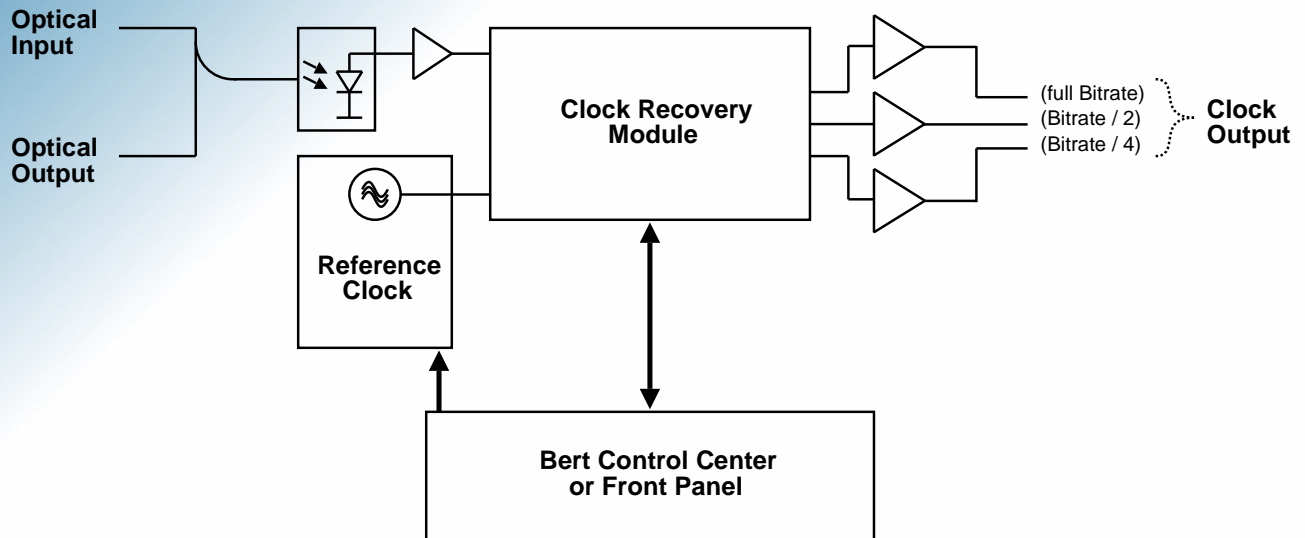 Optical
Input
Optical
Output
Clock Recovery
Module
Reference
Clock
(full Bitrate)
(Bitrate / 2)
(Bitrate / 4)
Clock
Output
Bert Control Center
or Front Panel